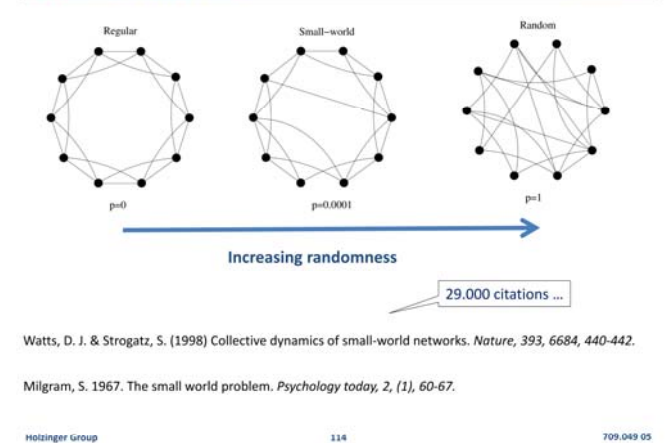 Regular
Small-world
Random
p=0
p=0.0001
p=1
Increasing randomness
29.000 citations ...
Watts, D. J. & Strogatz, S. (1998) Collective dynamics of small-world networks. Nature, 393, 6684, 440-442.
Milgram, S. 1967. The small world problem. Psychology today, 2, (1), 60-67.
Holzinger Group
114
709.049 05